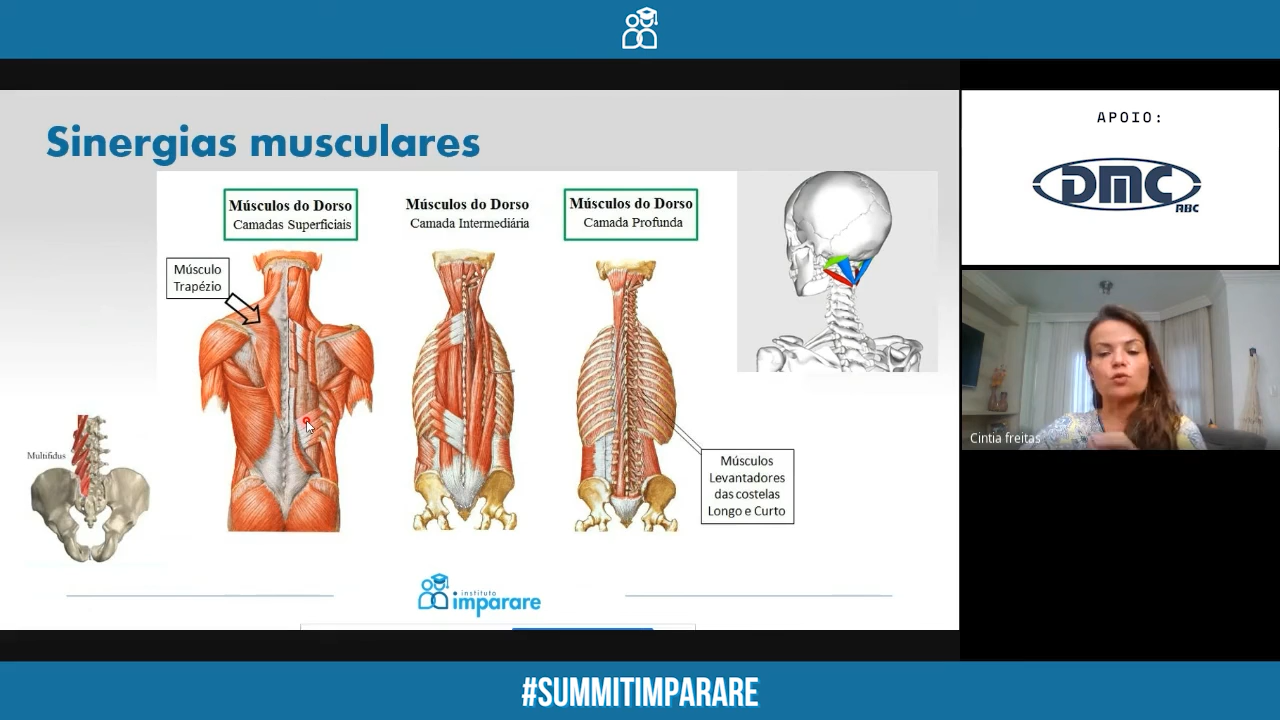 Sinergias musculares
Músculos do Dorso
Camadas Superficiais
Músculos do Dorso
Camada Intermediária
Músculos do Dorso
Camada Profunda
Músculo
Trapézio
Multifidus
Músculos
Levantadores
das costelas
Longo e Curto
instituto
imparare
APOIO:
DMC
ABC
Cintia freitas
#SUMMITIMPARARE